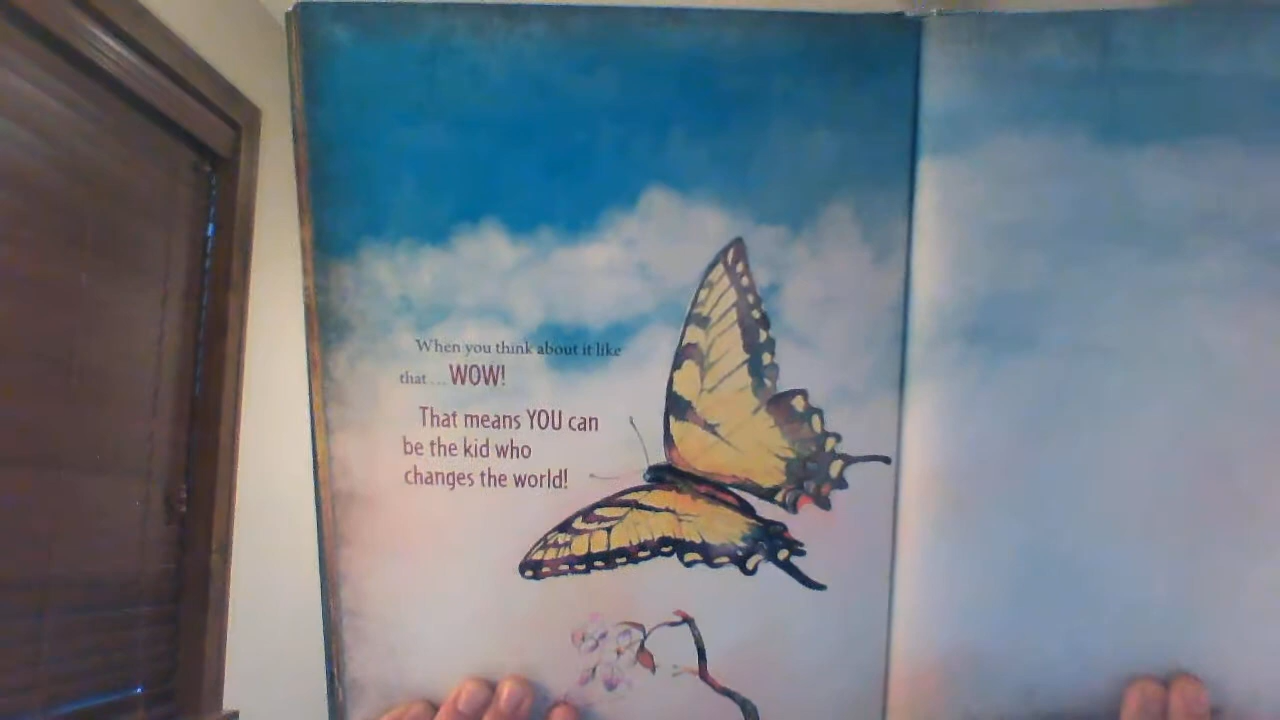 When you think about it like
that ... WOW!
That means YOU can
be the kid who
changes the world!